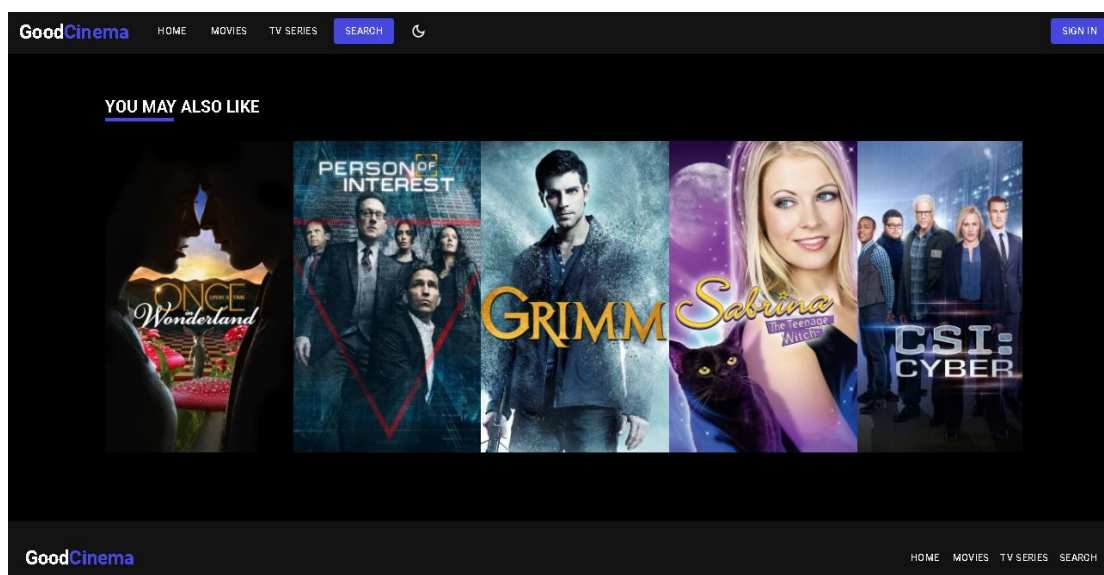 GoodCinema HOME MOVIES TV SERIES SEARCH SIGN IN
YOU MAY ALSO LIKE
ONCE
UPON A TIME
IN
Wonderland
PERSON OF
INTEREST
GRIMM
Sabrina
The Teenage
Witch
CSI:
CYBER
GoodCinema HOME MOVIES TV SERIES SEARCH